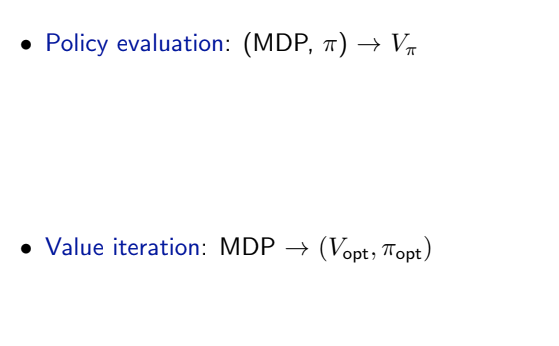 • Policy evaluation: (MDP, π) → V_π
• Value iteration: MDP → (V_opt, π_opt)